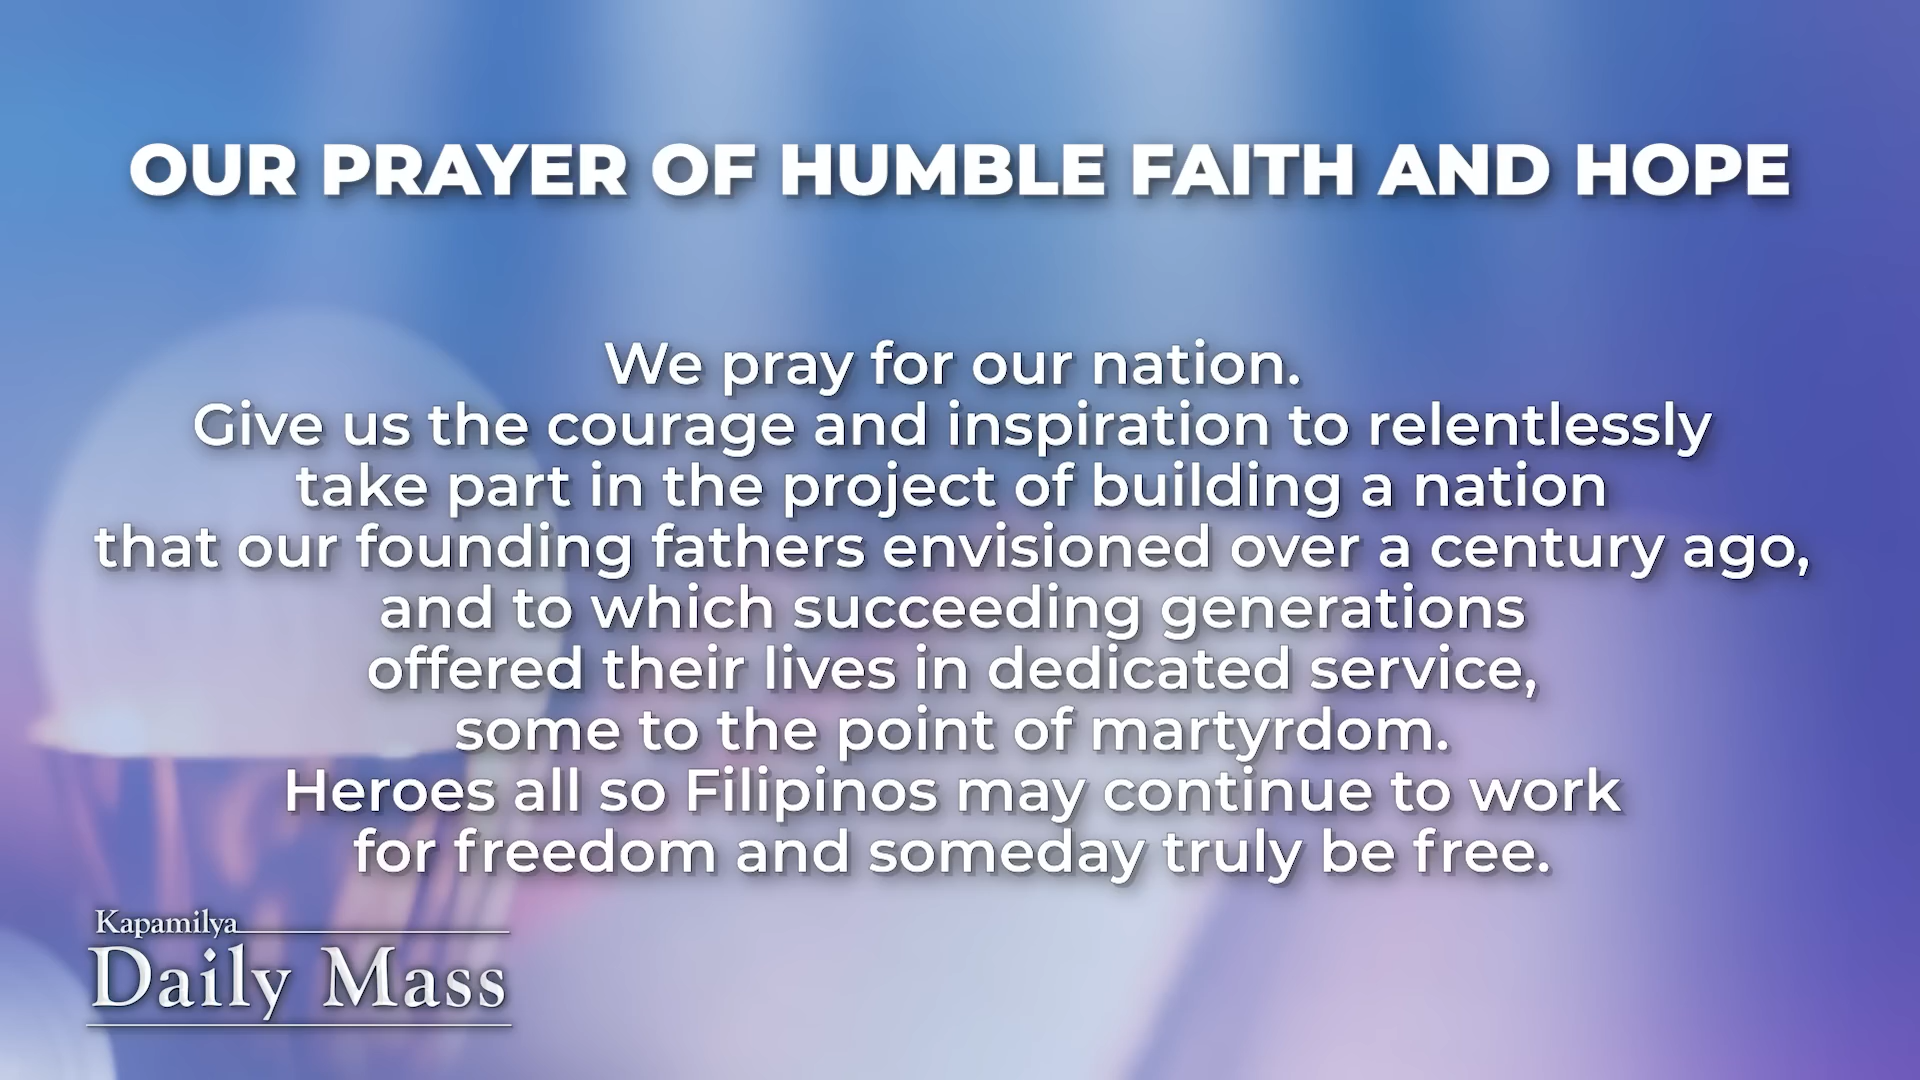 OUR PRAYER OF HUMBLE FAITH AND HOPE
We pray for our nation.
Give us the courage and inspiration to relentlessly
take part in the project of building a nation
that our founding fathers envisioned over a century ago,
and to which succeeding generations
offered their lives in dedicated service,
some to the point of martyrdom.
Heroes all so Filipinos may continue to work
for freedom and someday truly be free.
Kapamilya
Daily Mass